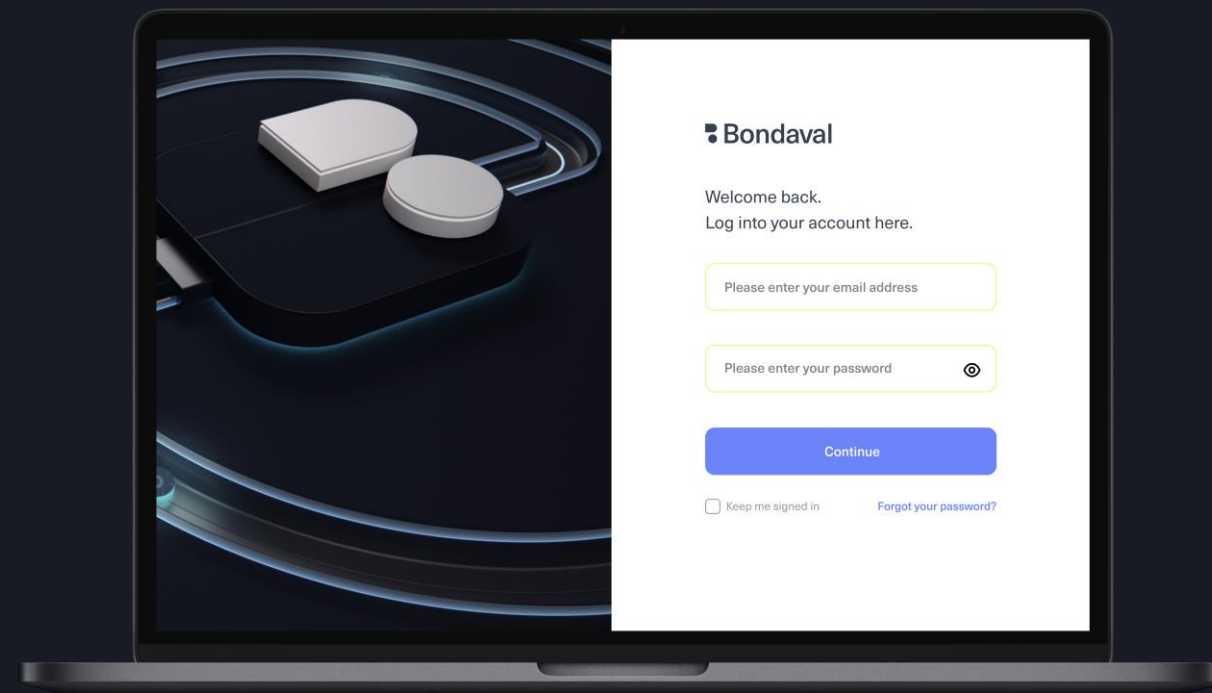 Bondaval
Welcome back.
Log into your account here.
Please enter your email address
Please enter your password
Continue
Keep me signed in
Forgot your password?